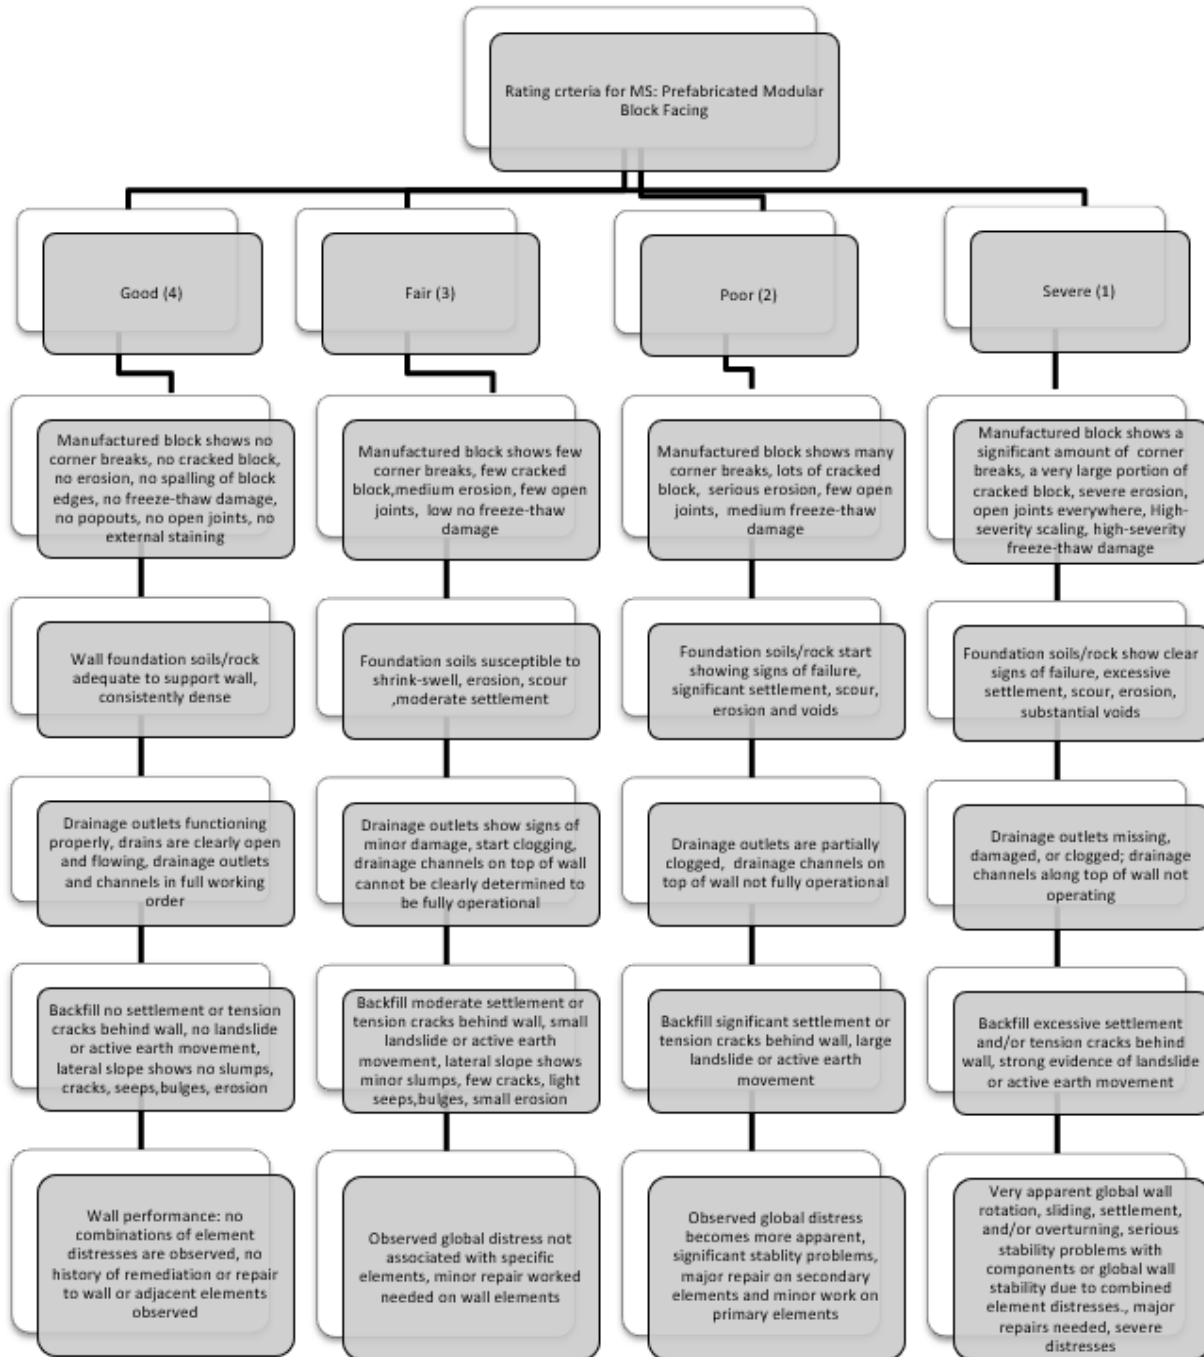 Rating crteria for MS: Prefabricated Modular
Block Facing
Good (4)
Fair (3)
Poor (2)
Severe (1)
Manufactured block shows no
corner breaks, no cracked block,
no erosion, no spalling of block
edges, no freeze-thaw damage,
no popouts, no open joints, no
external staining
Manufactured block shows few
corner breaks, few cracked
block,medium erosion, few open
joints, low no freeze-thaw
damage
Manufactured block shows many
corner breaks, lots of cracked
block, serious erosion, few open
joints, medium freeze-thaw
damage
Manufactured block shows a
significant amount of corner
breaks, a very large portion of
cracked block, severe erosion,
open joints everywhere, High-
severity scaling, high-severity
freeze-thaw damage
Wall foundation soils/rock
adequate to support wall,
consistently dense
Foundation soils susceptible to
shrink-swell, erosion, scour
,moderate settlement
Foundation soils/rock start
showing signs of failure,
significant settlement, scour,
erosion and voids
Foundation soils/rock show clear
signs of failure, excessive
settlement, scour, erosion,
substantial voids
Drainage outlets functioning
properly, drains are clearly open
and flowing, drainage outlets
and channels in full working
order
Drainage outlets show signs of
minor damage, start clogging,
drainage channels on top of wall
cannot be clearly determined to
be fully operational
Drainage outlets are partially
clogged, drainage channels on
top of wall not fully operational
Drainage outlets missing,
damaged, or clogged; drainage
channels along top of wall not
operating
Backfill no settlement or tension
cracks behind wall, no landslide
or active earth movement,
lateral slope shows no slumps,
cracks, seeps,bulges, erosion
Backfill moderate settlement or
tension cracks behind wall, small
landslide or active earth
movement, lateral slope shows
minor slumps, few cracks, light
seeps,bulges, small erosion
Backfill significant settlement or
tension cracks behind wall, large
landslide or active earth
movement
Backfill excessive settlement
and/or tension cracks behind
wall, strong evidence of landslide
or active earth movement
Wall performance: no
combinations of element
distresses are observed, no
history of remediation or repair
to wall or adjacent elements
observed
Observed global distress not
associated with specific
elements, minor repair worked
needed on wall elements
Observed global distress
becomes more apparent,
significant stablity problems,
major repair on secondary
elements and minor work on
primary elements
Very apparent global wall
rotation, sliding, settlement,
and/or overturning, serious
stability problems with
components or global wall
stability due to combined
element distresses., major
repairs needed, severe
distresses